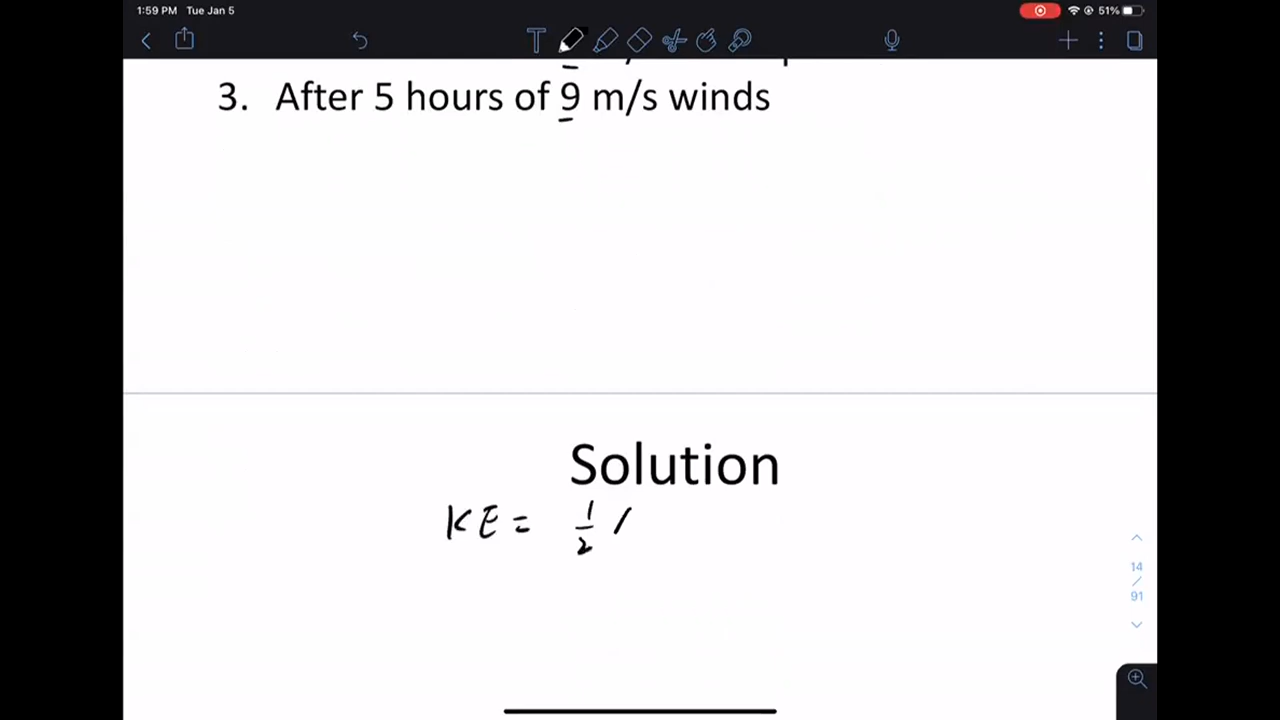 1:59 PM Tue Jan 5
51%
T
3. After 5 hours of 9 m/s winds
Solution
KE = 1/2
14
/
91